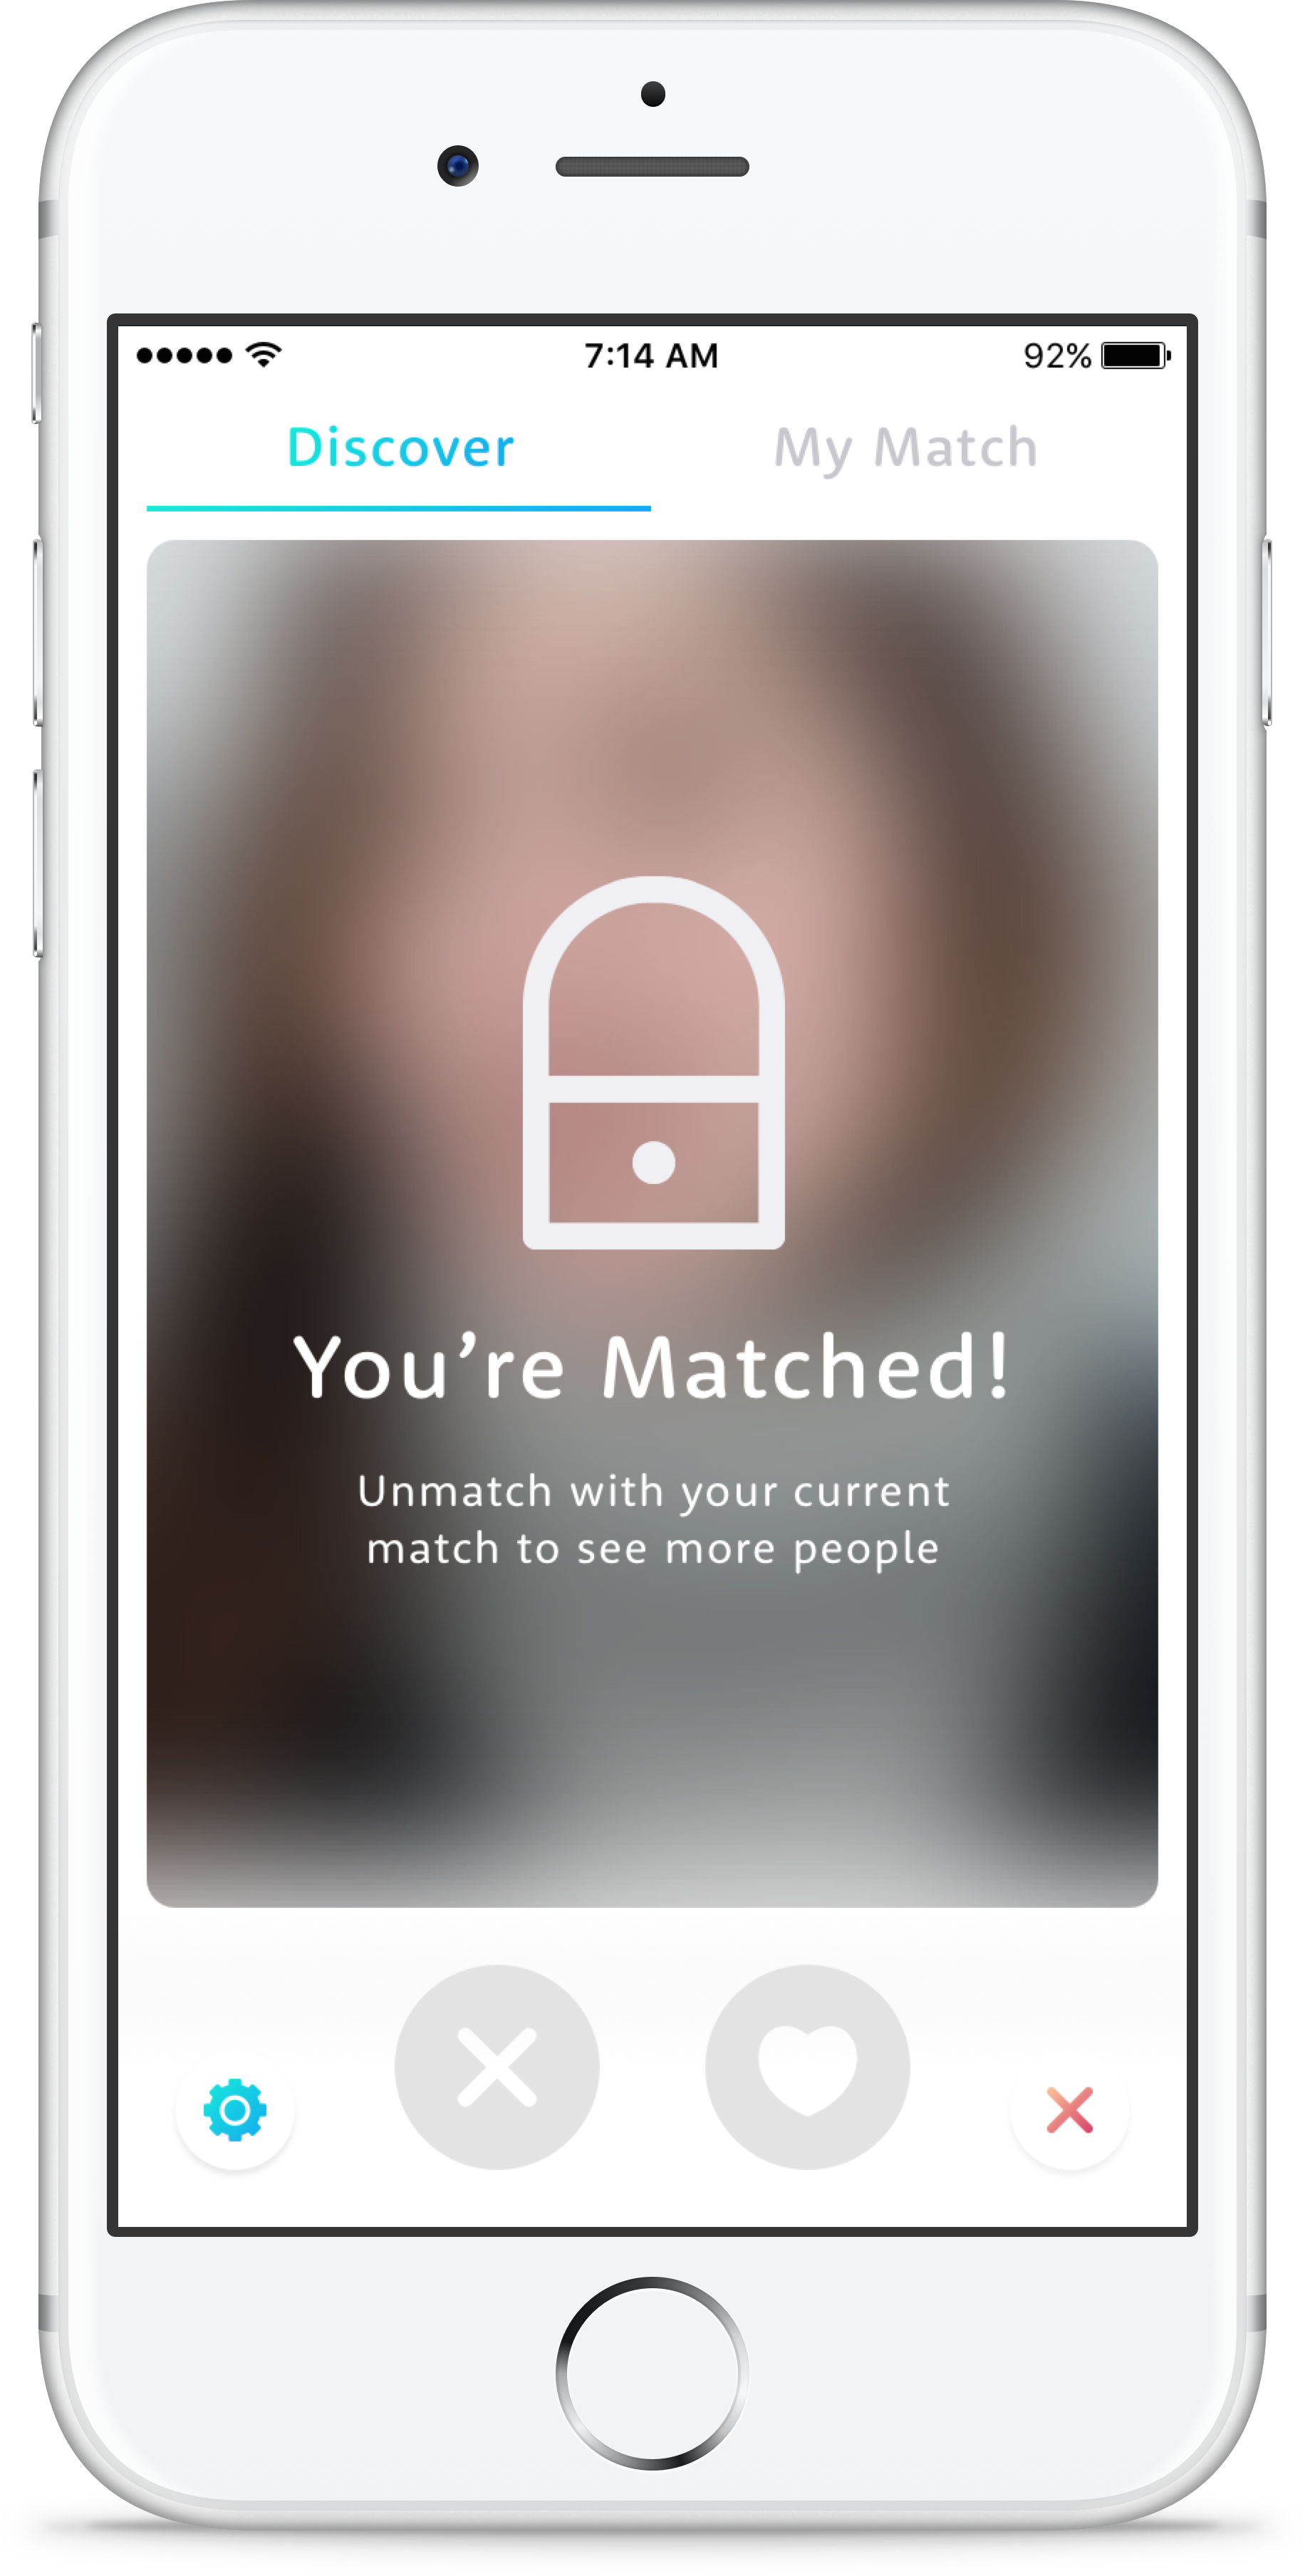 7:14 AM 92%
Discover My Match
You’re Matched!
Unmatch with your current
match to see more people